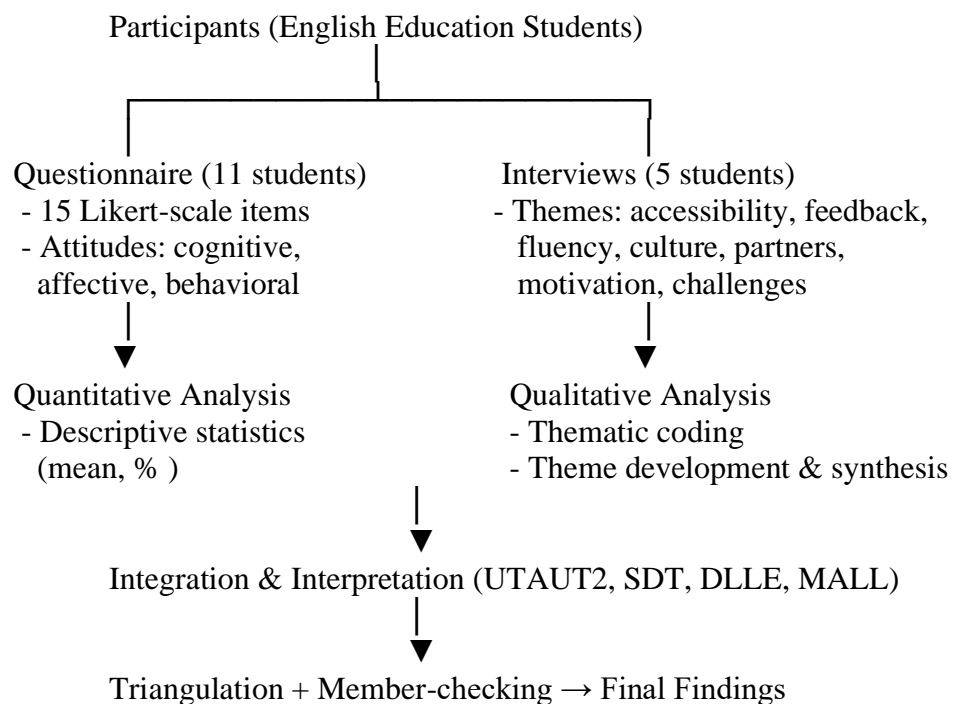 Participants (English Education Students)
Questionnaire (11 students)
- 15 Likert-scale items
- Attitudes: cognitive,
affective, behavioral
Interviews (5 students)
- Themes: accessibility, feedback,
fluency, culture, partners,
motivation, challenges
Quantitative Analysis
- Descriptive statistics
(mean, % )
Qualitative Analysis
- Thematic coding
- Theme development & synthesis
Integration & Interpretation (UTAUT2, SDT, DLLE, MALL)
Triangulation + Member-checking → Final Findings